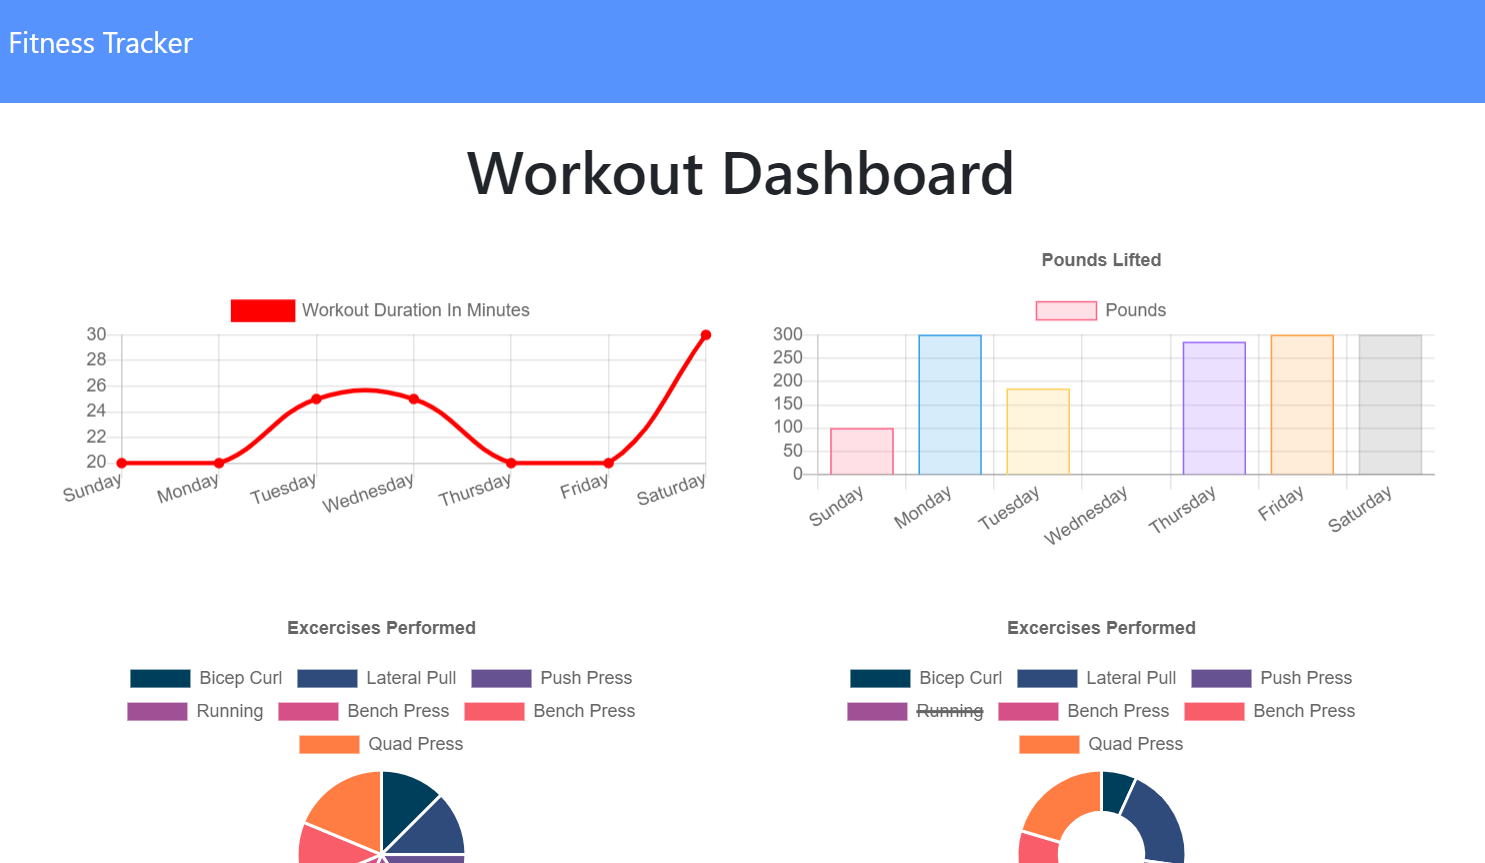 Fitness Tracker
Workout Dashboard
Workout Duration In Minutes
30
28
26
24
22
20
Sunday Monday Tuesday Wednesday Thursday Friday Saturday
Pounds Lifted
Pounds
300
250
200
150
100
50
0
Sunday Monday Tuesday Wednesday Thursday Friday Saturday
Excercises Performed
Bicep Curl Lateral Pull Push Press
Running Bench Press Bench Press
Quad Press
Excercises Performed
Bicep Curl Lateral Pull Push Press
Running Bench Press Bench Press
Quad Press